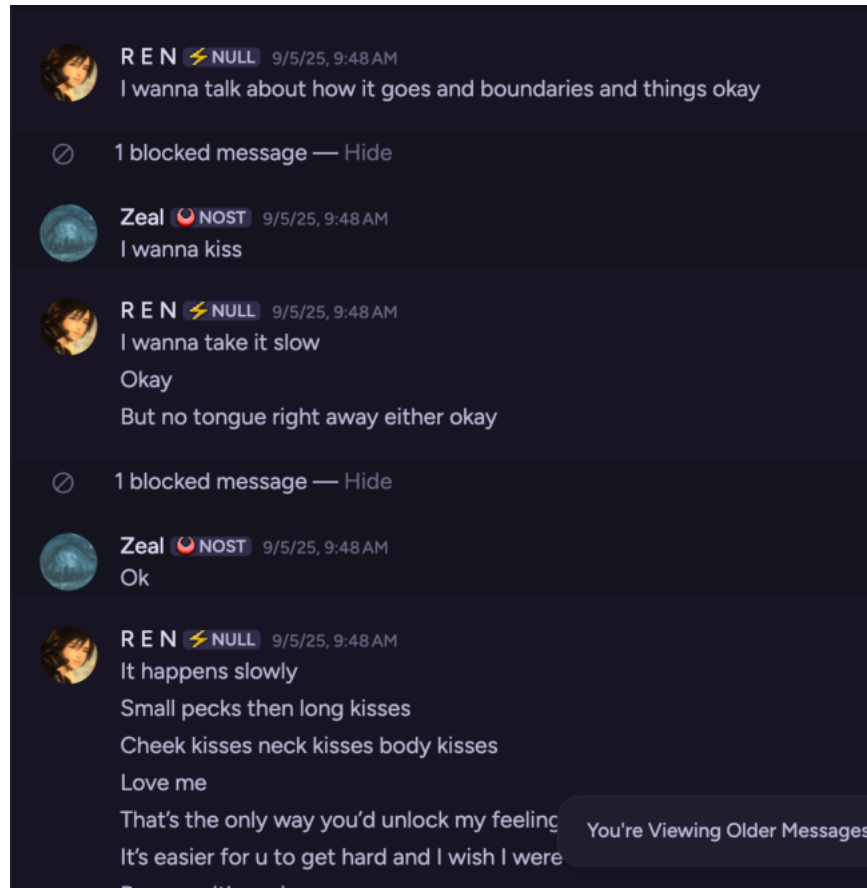 R E N ⚡NULL 9/5/25, 9:48 AM
I wanna talk about how it goes and boundaries and things okay
1 blocked message — Hide
Zeal NOST 9/5/25, 9:48 AM
I wanna kiss
R E N ⚡NULL 9/5/25, 9:48 AM
I wanna take it slow
Okay
But no tongue right away either okay
1 blocked message — Hide
Zeal NOST 9/5/25, 9:48 AM
Ok
R E N ⚡NULL 9/5/25, 9:48 AM
It happens slowly
Small pecks then long kisses
Cheek kisses neck kisses body kisses
Love me
That's the only way you'd unlock my feeling
You're Viewing Older Messages
It's easier for u to get hard and I wish I were